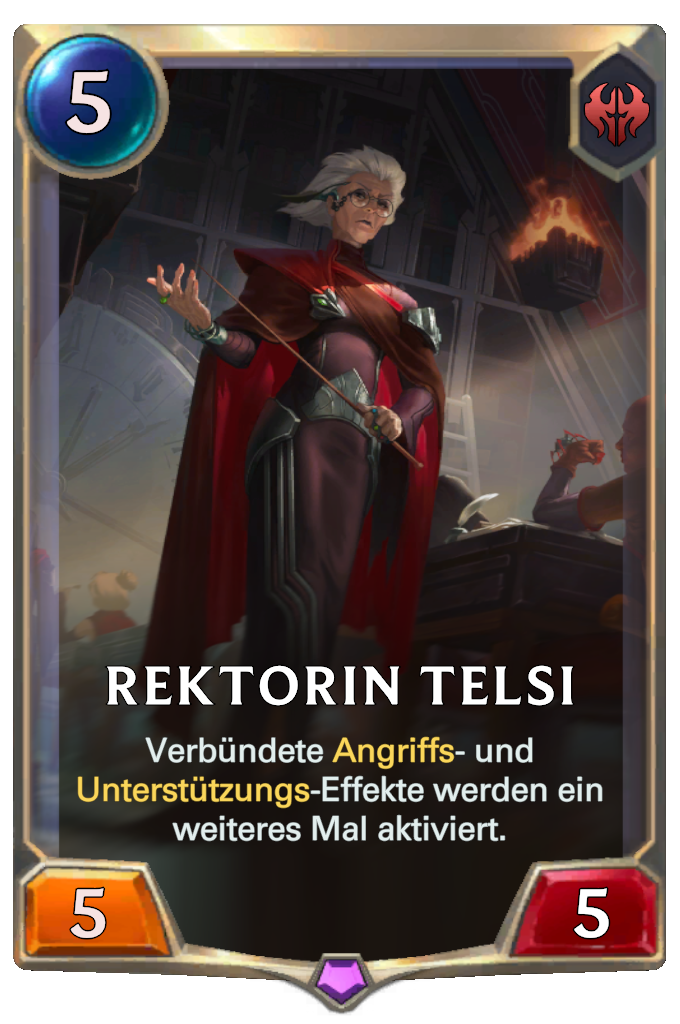 5
REKTORIN TELSI
Verbündete Angriffs- und
Unterstützungs-Effekte werden ein
weiteres Mal aktiviert.
5
5